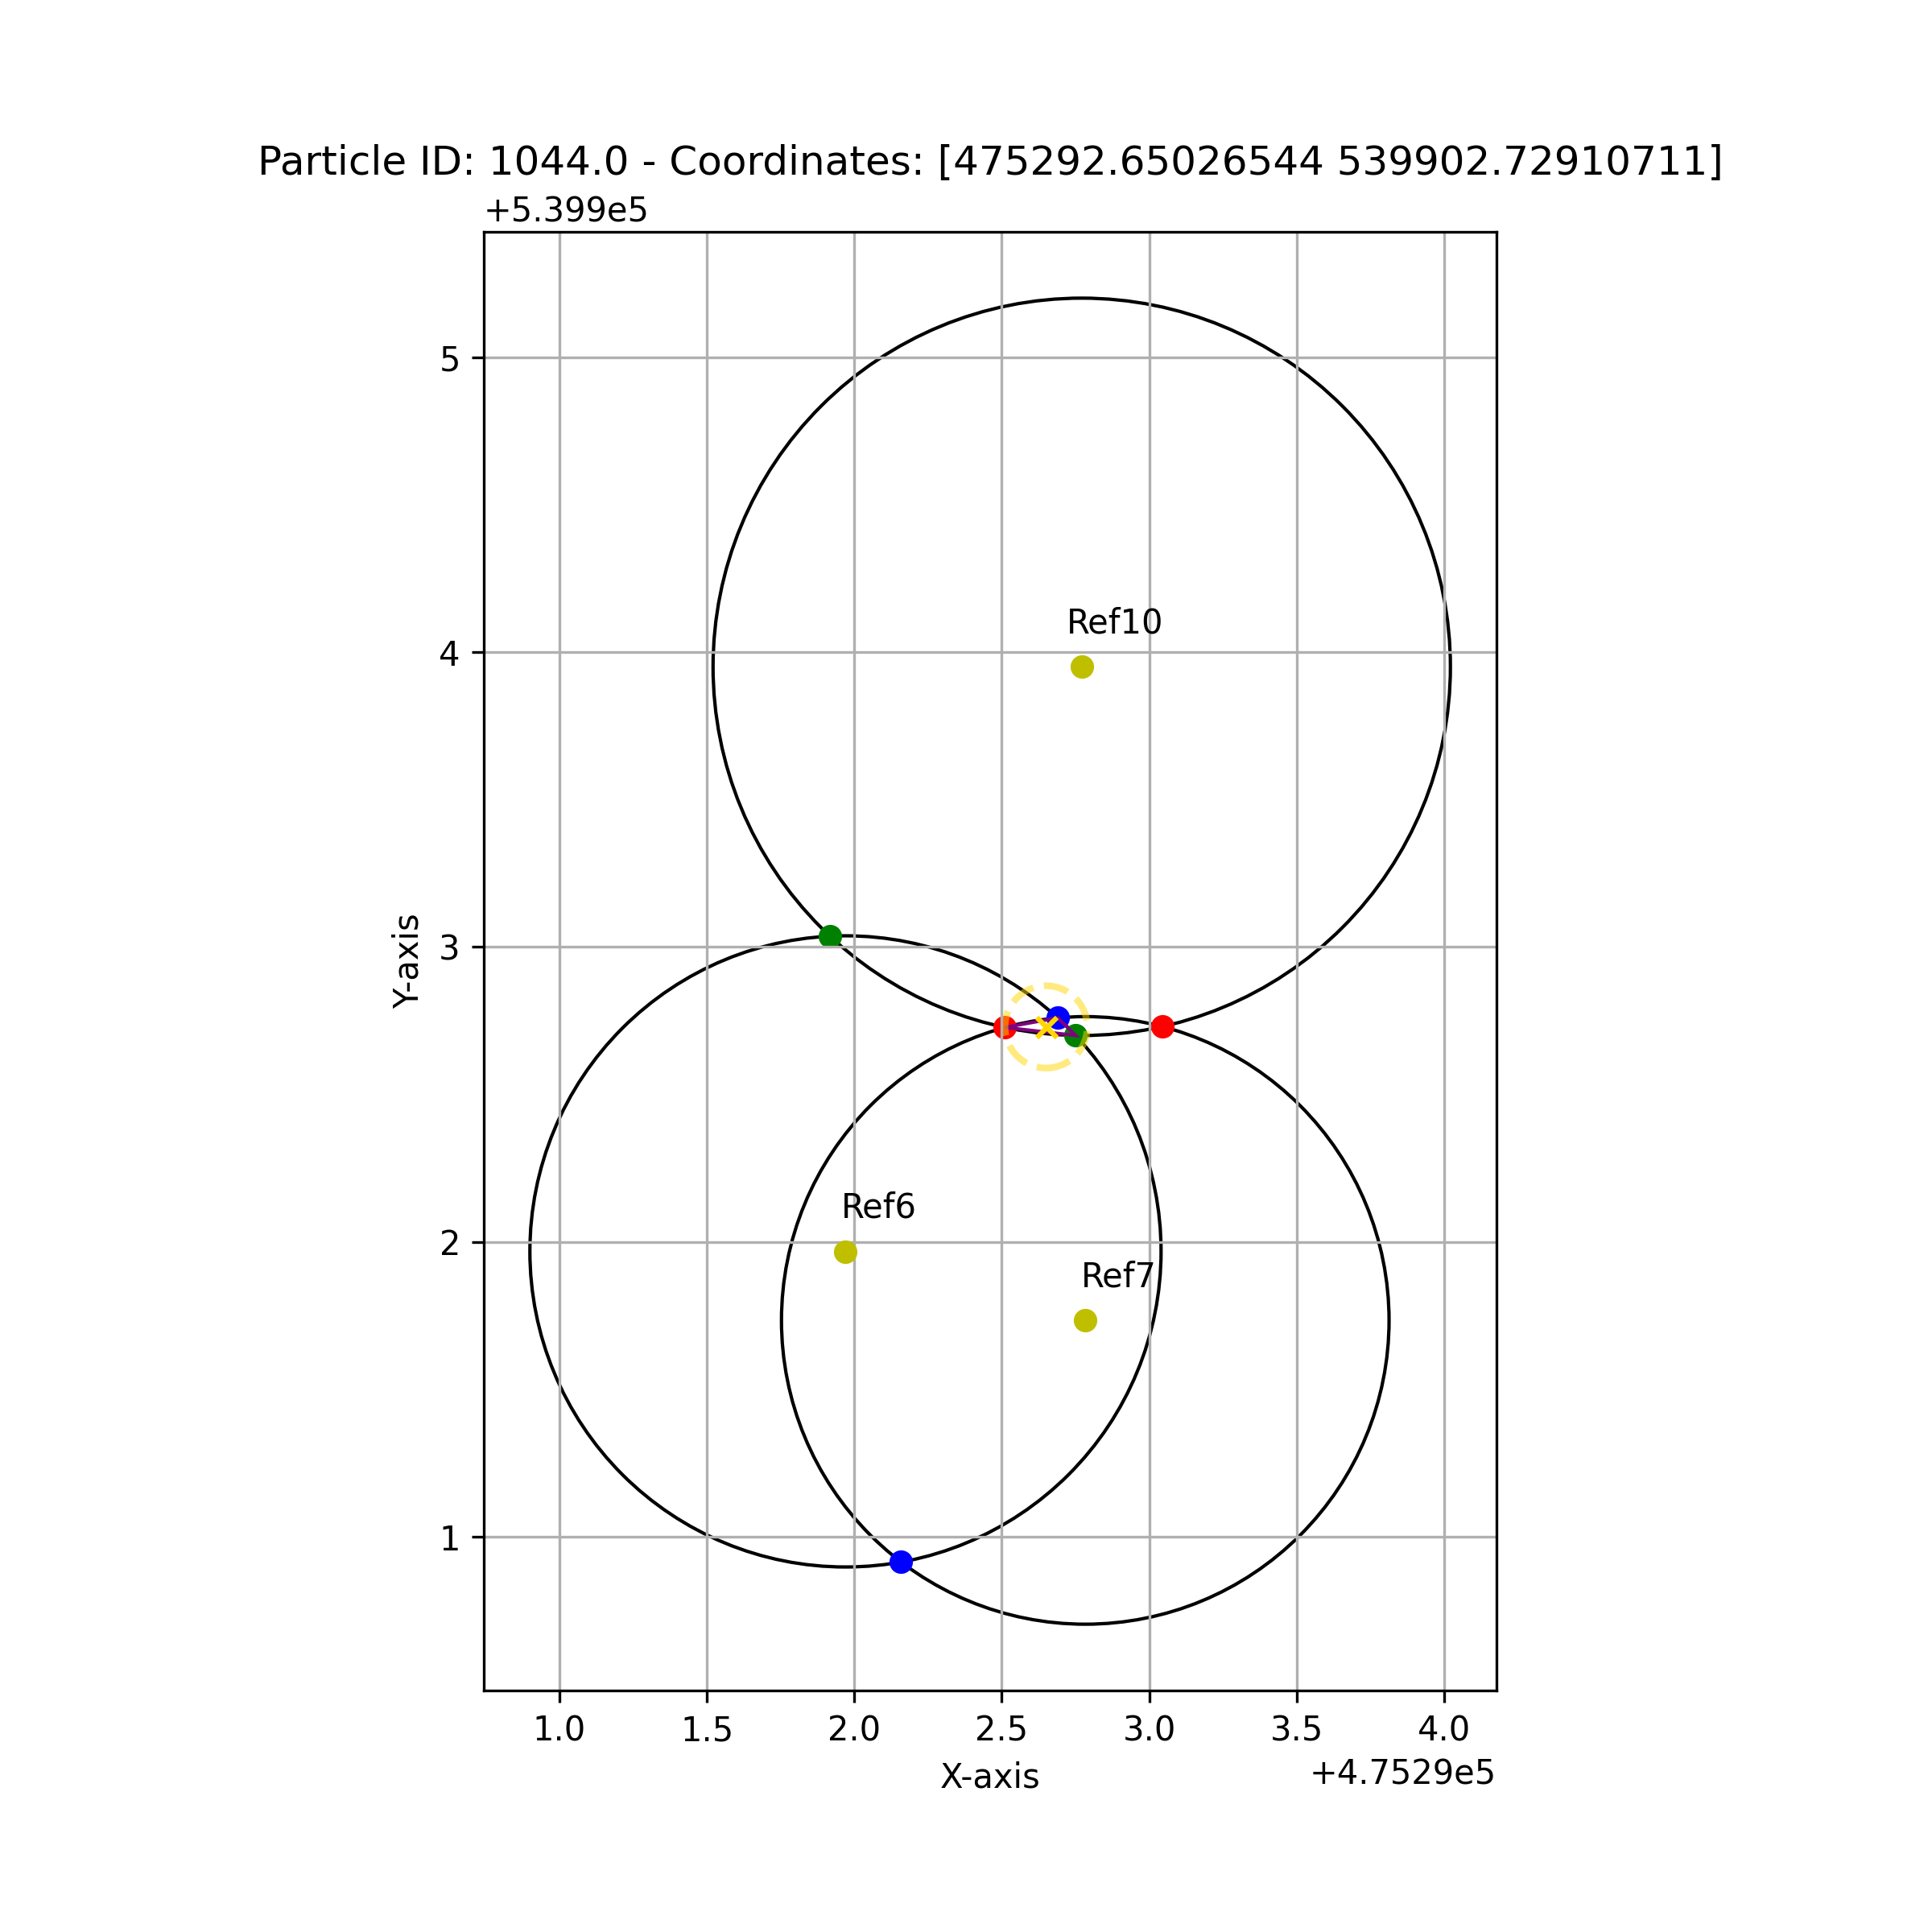 Particle ID: 1044.0 - Coordinates: [475292.65026544 539902.72910711]
+5.399e5
5
Ref10
4
Y-axis
3
Ref6
2
Ref7
1
1.0 1.5 2.0 2.5 3.0 3.5 4.0
X-axis
+4.7529e5